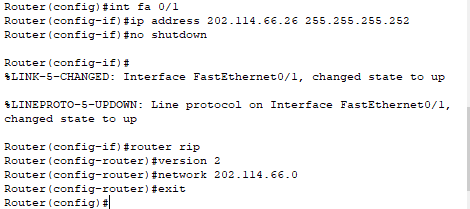 Router(config)#int fa 0/1
Router(config-if)#ip address 202.114.66.26 255.255.255.252
Router(config-if)#no shutdown
Router(config-if)#
%LINK-5-CHANGED: Interface FastEthernet0/1, changed state to up
%LINEPROTO-5-UPDOWN: Line protocol on Interface FastEthernet0/1,
changed state to up
Router(config-if)#router rip
Router(config-router)#version 2
Router(config-router)#network 202.114.66.0
Router(config-router)#exit
Router(config)#